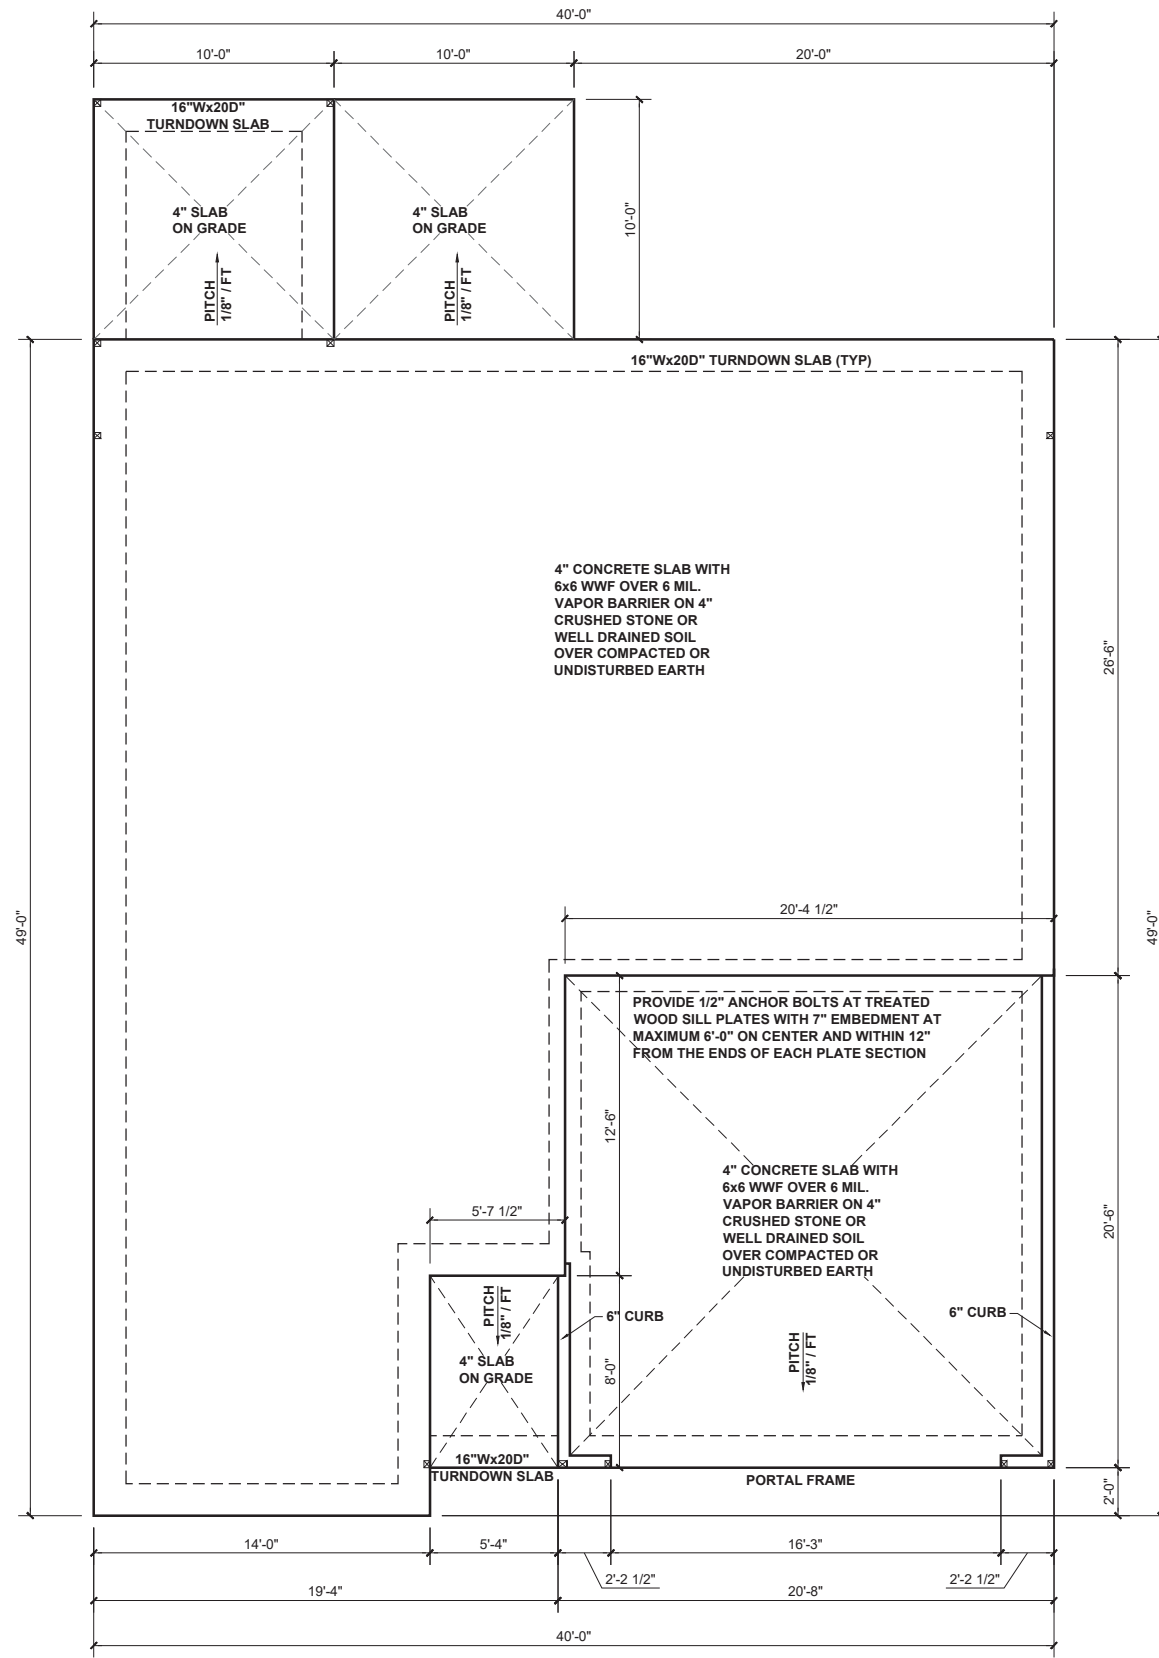 40'-0"
10'-0"
10'-0"
20'-0"
16"Wx20D"
TURNDOWN SLAB
4" SLAB
ON GRADE
4" SLAB
ON GRADE
10'-0"
PITCH
1/8" / FT
PITCH
1/8" / FT
16"Wx20D" TURNDOWN SLAB (TYP)
4" CONCRETE SLAB WITH
6x6 WWF OVER 6 MIL.
VAPOR BARRIER ON 4"
CRUSHED STONE OR
WELL DRAINED SOIL
OVER COMPACTED OR
UNDISTURBED EARTH
26'-6"
49'-0"
20'-4 1/2"
49'-0"
PROVIDE 1/2" ANCHOR BOLTS AT TREATED
WOOD SILL PLATES WITH 7" EMBEDMENT AT
MAXIMUM 6'-0" ON CENTER AND WITHIN 12"
FROM THE ENDS OF EACH PLATE SECTION
12'-6"
4" CONCRETE SLAB WITH
6x6 WWF OVER 6 MIL.
VAPOR BARRIER ON 4"
CRUSHED STONE OR
WELL DRAINED SOIL
OVER COMPACTED OR
UNDISTURBED EARTH
5'-7 1/2"
20'-6"
PITCH
1/8" / FT
6" CURB
6" CURB
4" SLAB
ON GRADE
8'-0"
PITCH
1/8" / FT
16"Wx20D"
TURNDOWN SLAB
PORTAL FRAME
2'-0"
14'-0"
5'-4"
16'-3"
2'-2 1/2"
2'-2 1/2"
19'-4"
20'-8"
40'-0"